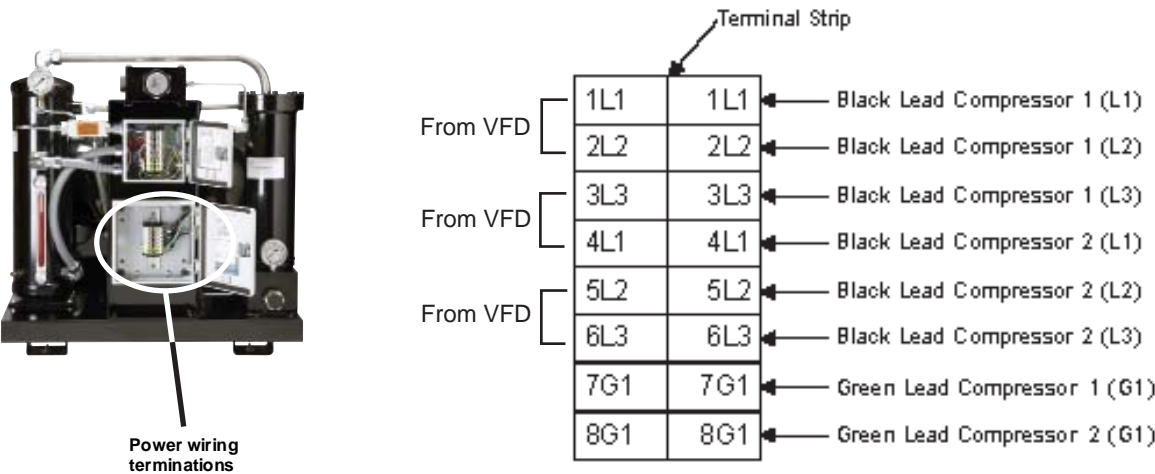 Terminal Strip
From VFD
1L1 1L1 Black Lead Compressor 1 (L1)
2L2 2L2 Black Lead Compressor 1 (L2)
From VFD
3L3 3L3 Black Lead Compressor 1 (L3)
4L1 4L1 Black Lead Compressor 2 (L1)
From VFD
5L2 5L2 Black Lead Compressor 2 (L2)
6L3 6L3 Black Lead Compressor 2 (L3)
7G1 7G1 Green Lead Compressor 1 (G1)
8G1 8G1 Green Lead Compressor 2 (G1)
Power wiring
terminations